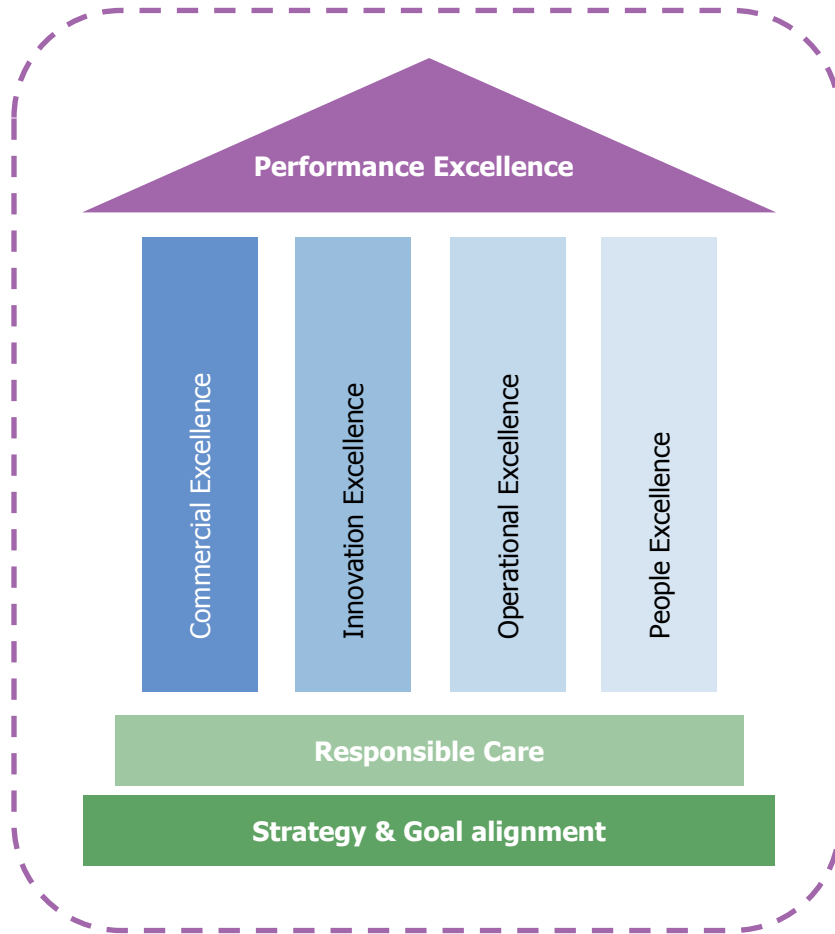 Performance Excellence
Commercial Excellence
Innovation Excellence
Operational Excellence
People Excellence
Responsible Care
Strategy & Goal alignment